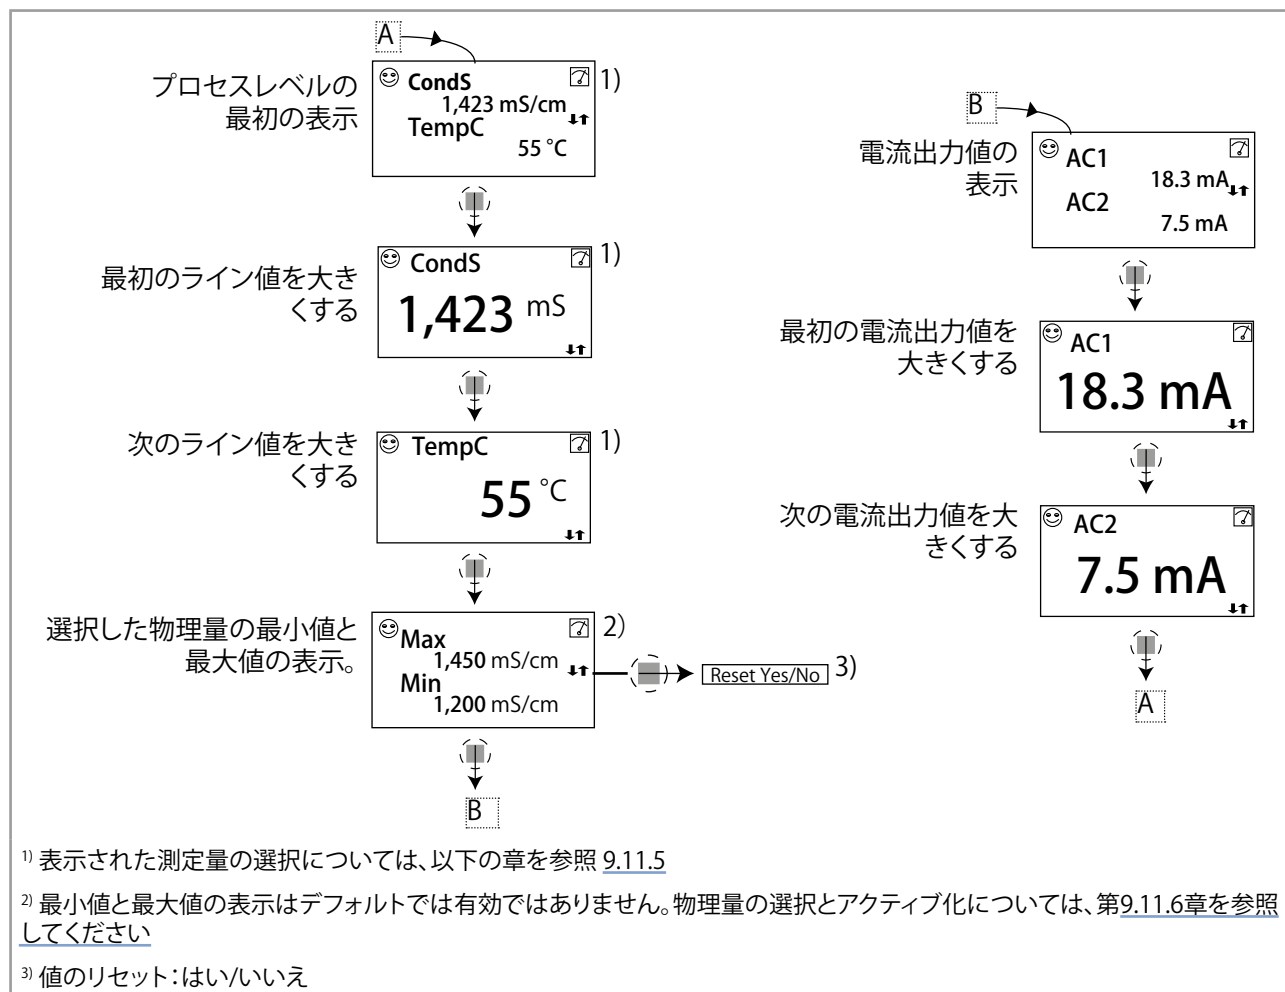 A
プロセスレベルの
最初の表示
CondS
1,423 mS/cm
TempC
55 °C
1)
最初のライン値を大き
くする
CondS
1,423 mS
1)
次のライン値を大き
くする
TempC
55 °C
1)
選択した物理量の最小値と
最大値の表示。
Max
1,450 mS/cm
Min
1,200 mS/cm
2)
Reset Yes/No 3)
B
B
電流出力値の
表示
AC1
18.3 mA
AC2
7.5 mA
最初の電流出力値を
大きくする
AC1
18.3 mA
次の電流出力値を大
きくする
AC2
7.5 mA
A
1) 表示された測定量の選択については、以下の章を参照 9.11.5
2) 最小値と最大値の表示はデフォルトでは有効ではありません。物理量の選択とアクティブ化については、第9.11.6章を参照
してください
3) 値のリセット：はい/いいえ